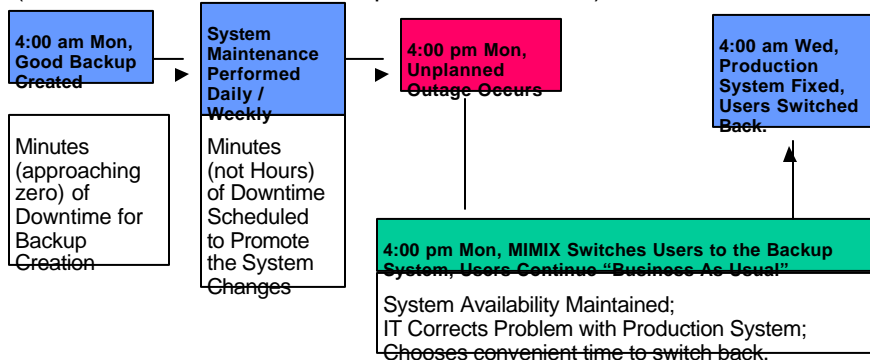 4:00 am Mon,
Good Backup
Created
System
Maintenance
Performed
Daily /
Weekly
4:00 pm Mon,
Unplanned
Outage Occurs
4:00 am Wed,
Production
System Fixed,
Users Switched
Back.
Minutes
(approaching
zero) of
Downtime for
Backup
Creation
Minutes
(not Hours)
of Downtime
Scheduled
to Promote
the System
Changes
4:00 pm Mon, MIMIX Switches Users to the Backup
System, Users Continue “Business As Usual”
System Availability Maintained;
IT Corrects Problem with Production System;
Chooses convenient time to switch back.